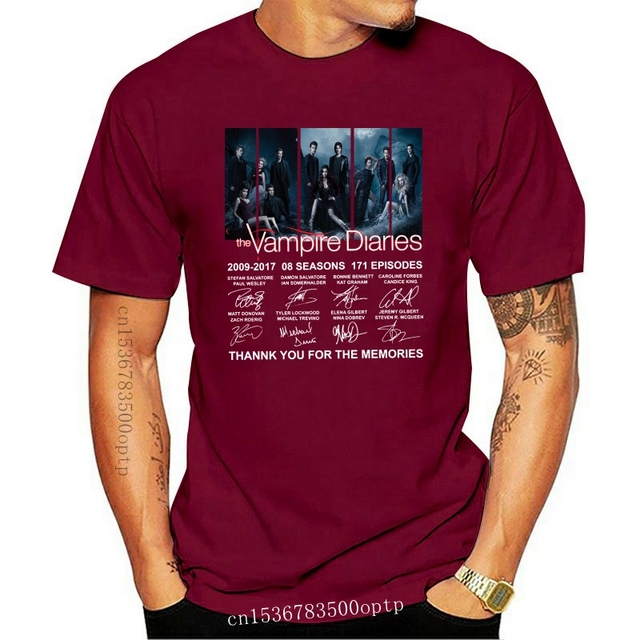 the Vampire Diaries
2009-2017 08 SEASONS 171 EPISODES
STEFAN SALVATORE DAMON SALVATORE BONNIE BENNETT CAROLINE FORBES
PAUL WESLEY IAN SOMERHALDER KAT GRAHAM CANDICE KING
MATT DONOVAN TYLER LOCKWOOD ELENA GILBERT JEREMY GILBERT
ZACH ROERIG MICHAEL TREVINO NINA DOBREV STEVEN R. MCQUEEN
THANNK YOU FOR THE MEMORIES
cn1536783500optp
cn1536783500optp